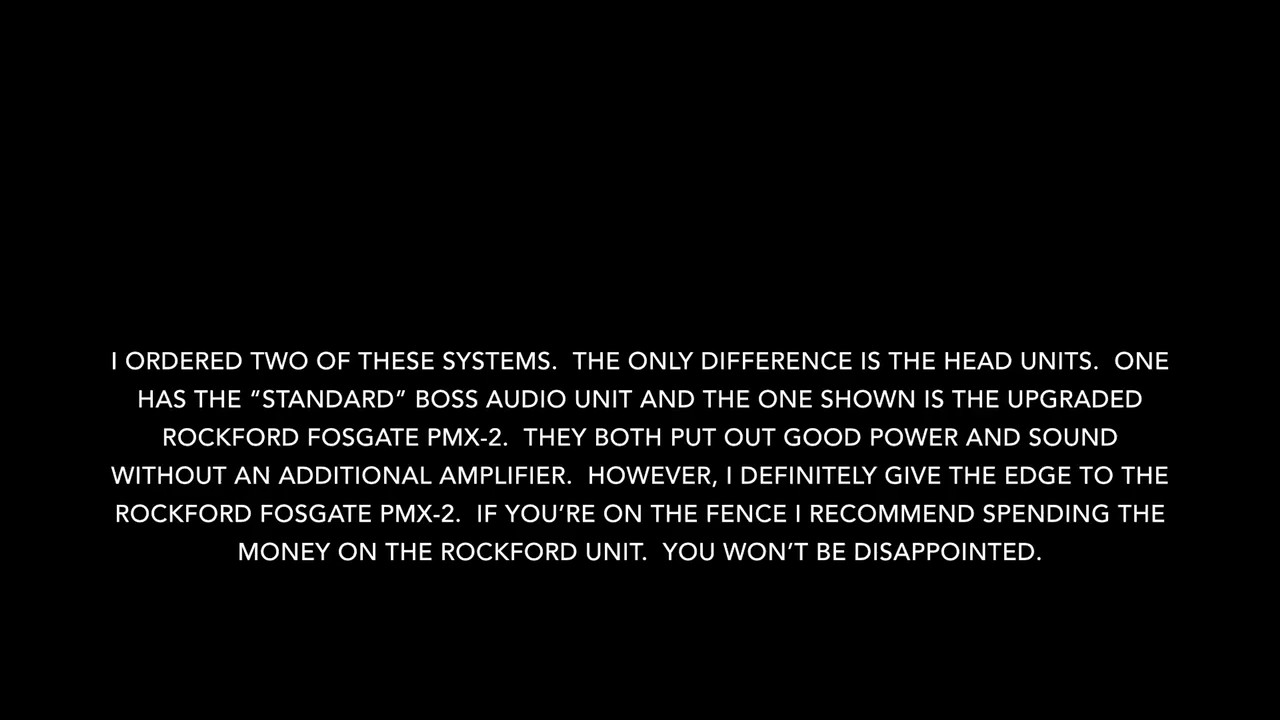 I ORDERED TWO OF THESE SYSTEMS.  THE ONLY DIFFERENCE IS THE HEAD UNITS.  ONE
HAS THE “STANDARD” BOSS AUDIO UNIT AND THE ONE SHOWN IS THE UPGRADED
ROCKFORD FOSGATE PMX-2.  THEY BOTH PUT OUT GOOD POWER AND SOUND
WITHOUT AN ADDITIONAL AMPLIFIER.  HOWEVER, I DEFINITELY GIVE THE EDGE TO THE
ROCKFORD FOSGATE PMX-2.  IF YOU’RE ON THE FENCE I RECOMMEND SPENDING THE
MONEY ON THE ROCKFORD UNIT.  YOU WON’T BE DISAPPOINTED.